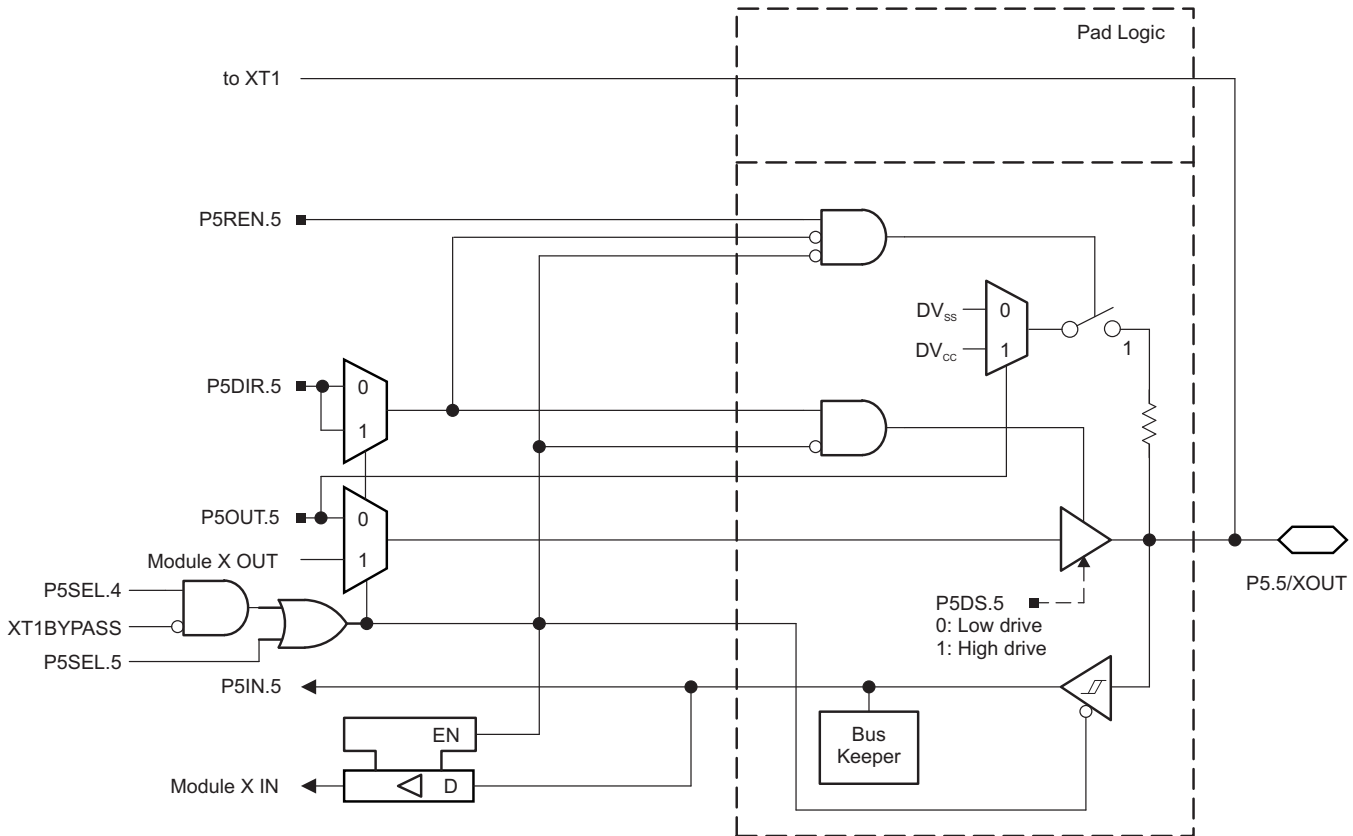 Pad Logic
to XT1
P5REN.5
DVss
0
DVcc
1
1
P5DIR.5
0
1
P5OUT.5
0
Module X OUT
1
P5SEL.4
XT1BYPASS
P5SEL.5
P5.5/XOUT
P5DS.5
0: Low drive
1: High drive
P5IN.5
EN
Bus
Keeper
Module X IN
D